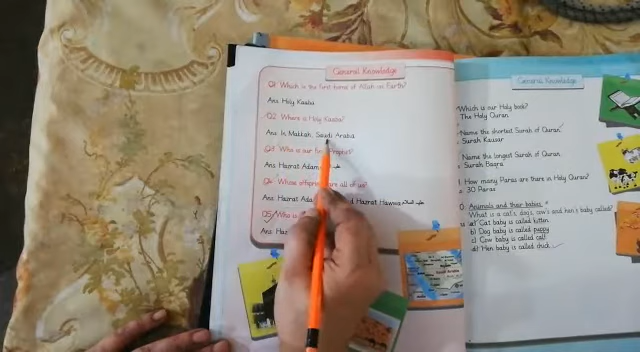 General Knowledge
Q1 Which is the first home of Allah on Earth?
Ans Holy Kaaba
Q2 Where is Holy Kaaba?
Ans In Makkah, Saudi Arabia
Q3 Who is our first Prophet?
Ans Hazrat Adam
Q4 Whose offspring are all of us?
Ans Hazrat Ada d Hazrat Hawwa
Q5 Who is
Ans Haz
General Knowledge
Which is our Holy book?
The Holy Quran
Name the shortest Surah of Quran
Surah Kausar
Name the longest Surah of Quran
Surah Baqra
How many Paras are there in Holy Quran?
30 Paras
Animals and their babies
What is a cat's, dog's, cow's and hen's baby called?
a) Cat baby is called kitten
b) Dog baby is called puppy
c) Cow baby is called calf
d) Hen baby is called chick